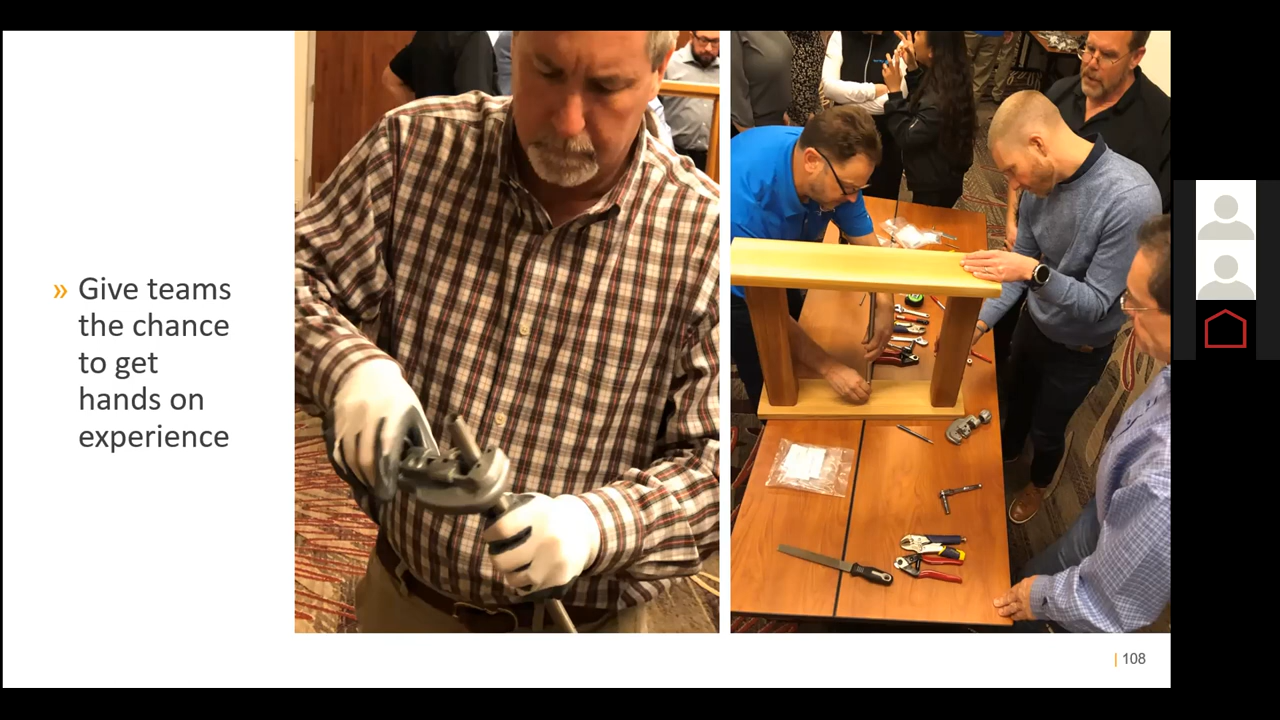 » Give teams
the chance
to get
hands on
experience
| 108